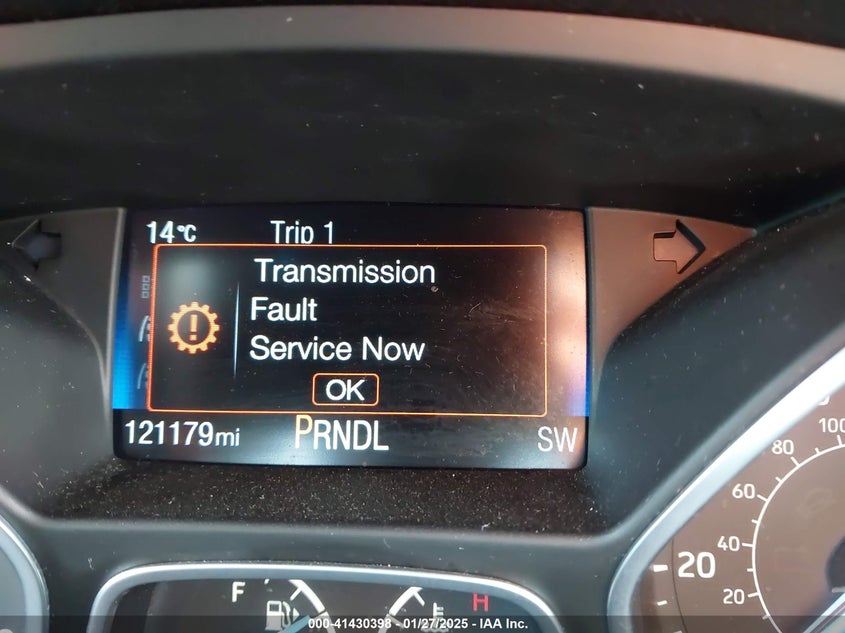 14°C Trip 1
Transmission
Fault
Service Now
OK
121179mi PRNDL SW
100
80
60
40
20
20
F
H
000-41430398 - 01/27/2025 - IAA Inc.